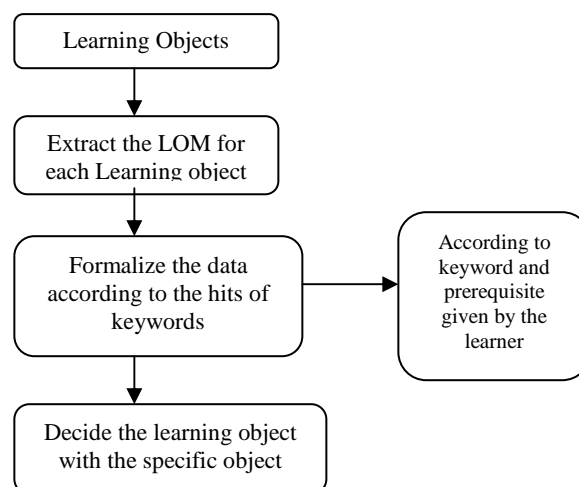 Learning Objects
Extract the LOM for
each Learning object
Formalize the data
according to the hits of
keywords
According to
keyword and
prerequisite
given by the
learner
Decide the learning object
with the specific object